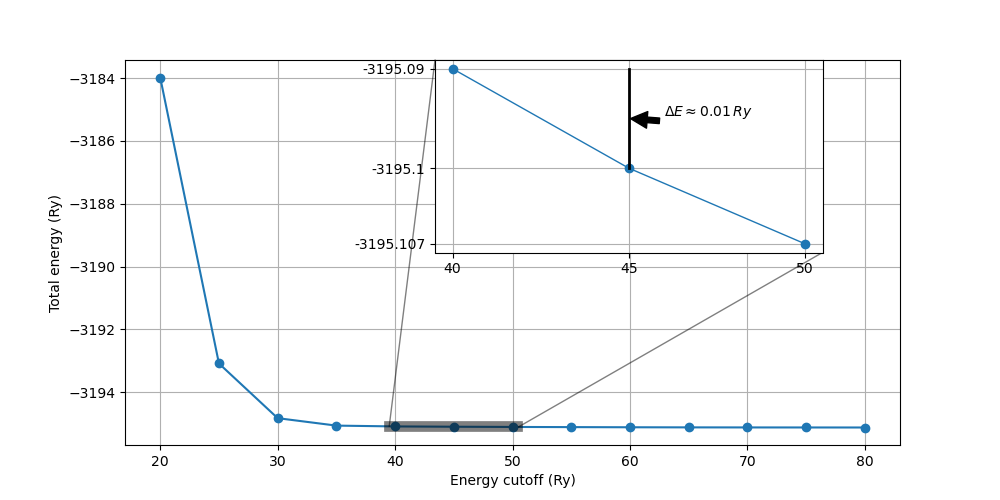 -3195.09
−3184
ΔE ≈ 0.01 Ry
−3186
-3195.1
−3188
Total energy (Ry)
-3195.107
−3190
40 45 50
−3192
−3194
20 30 40 50 60 70 80
Energy cutoff (Ry)